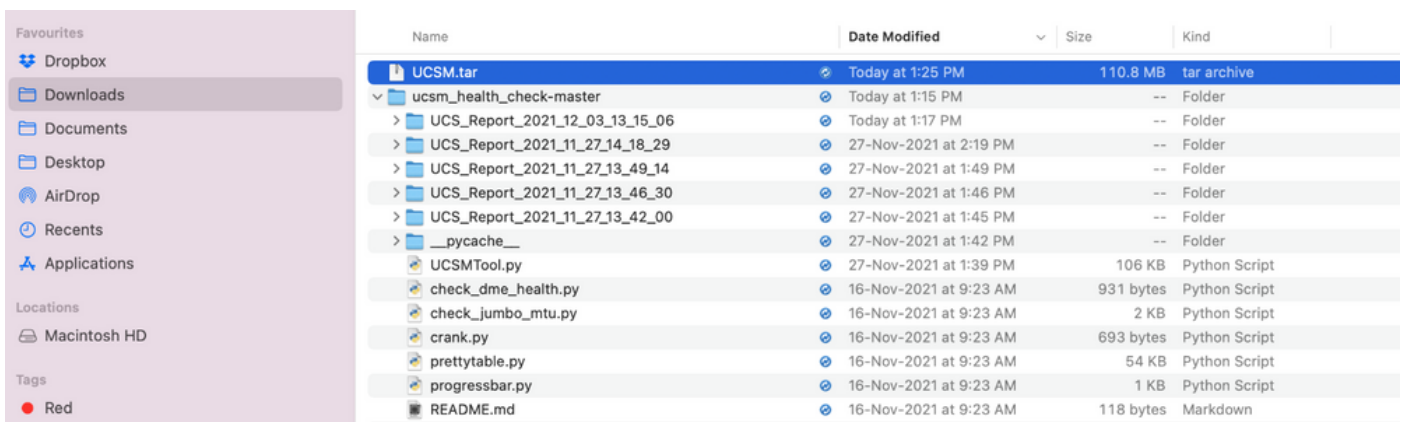 Favourites
Dropbox
Downloads
Documents
Desktop
AirDrop
Recents
Applications
Locations
Macintosh HD
Tags
Red
Name Date Modified Size Kind
UCSM.tar Today at 1:25 PM 110.8 MB tar archive
ucsm_health_check-master Today at 1:15 PM -- Folder
UCS_Report_2021_12_03_13_15_06 Today at 1:17 PM -- Folder
UCS_Report_2021_11_27_14_18_29 27-Nov-2021 at 2:19 PM -- Folder
UCS_Report_2021_11_27_13_49_14 27-Nov-2021 at 1:49 PM -- Folder
UCS_Report_2021_11_27_13_46_30 27-Nov-2021 at 1:46 PM -- Folder
UCS_Report_2021_11_27_13_42_00 27-Nov-2021 at 1:45 PM -- Folder
__pycache__ 27-Nov-2021 at 1:42 PM -- Folder
UCSMTool.py 27-Nov-2021 at 1:39 PM 106 KB Python Script
check_dme_health.py 16-Nov-2021 at 9:23 AM 931 bytes Python Script
check_jumbo_mtu.py 16-Nov-2021 at 9:23 AM 2 KB Python Script
crank.py 16-Nov-2021 at 9:23 AM 693 bytes Python Script
prettytable.py 16-Nov-2021 at 9:23 AM 54 KB Python Script
progressbar.py 16-Nov-2021 at 9:23 AM 1 KB Python Script
README.md 16-Nov-2021 at 9:23 AM 118 bytes Markdown